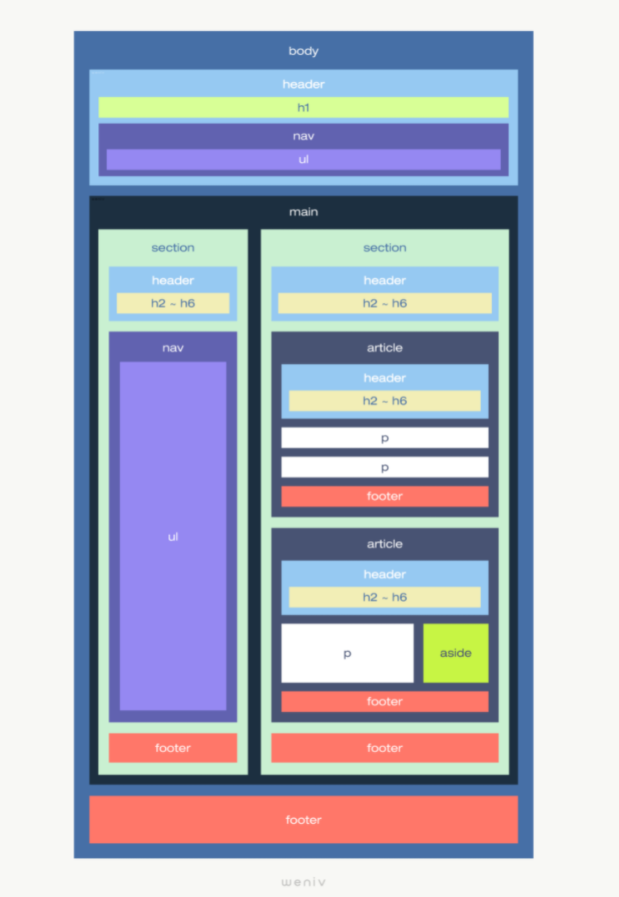 body
header
h1
nav
ul
main
section
header
h2 ~ h6
nav
ul
footer
section
header
h2 ~ h6
article
header
h2 ~ h6
p
p
footer
article
header
h2 ~ h6
p
aside
footer
footer
footer
weniv